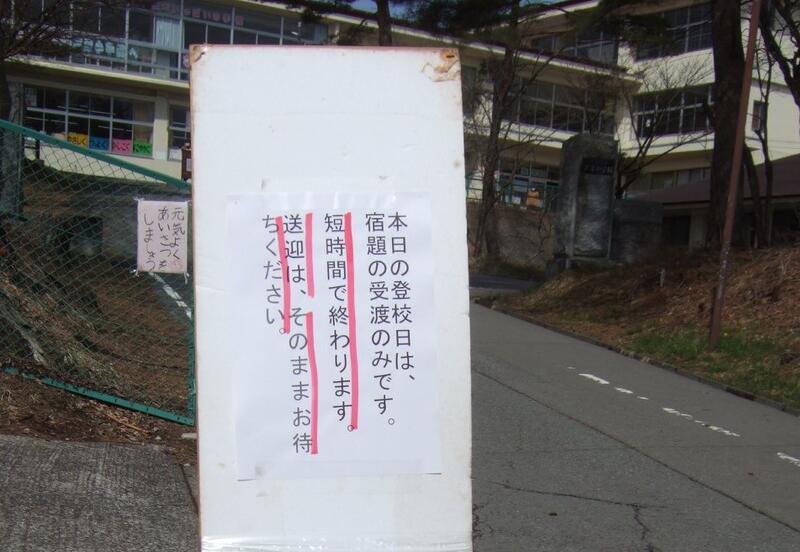 本日の登校日は、
宿題の受渡のみです。
短時間で終わります。
送迎は、そのままお待
ちください。
元気よく
あいさつを
しましょう